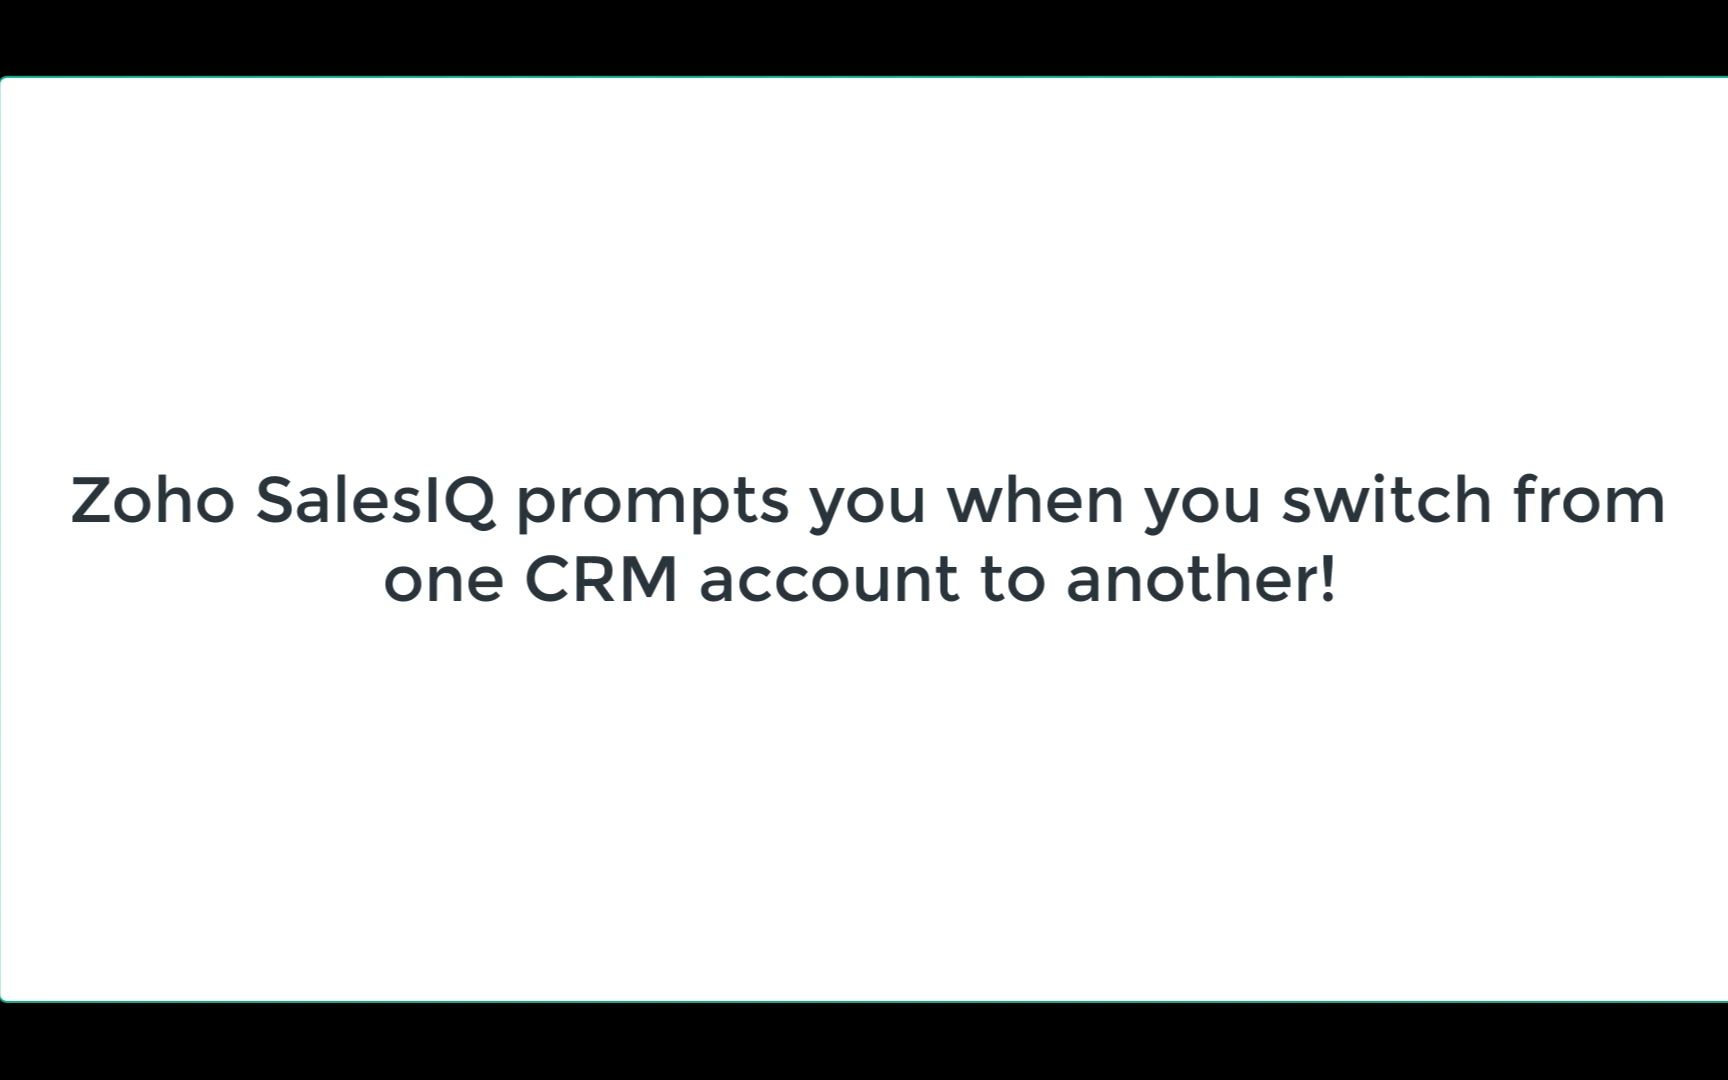 Zoho SalesIQ prompts you when you switch from
one CRM account to another!